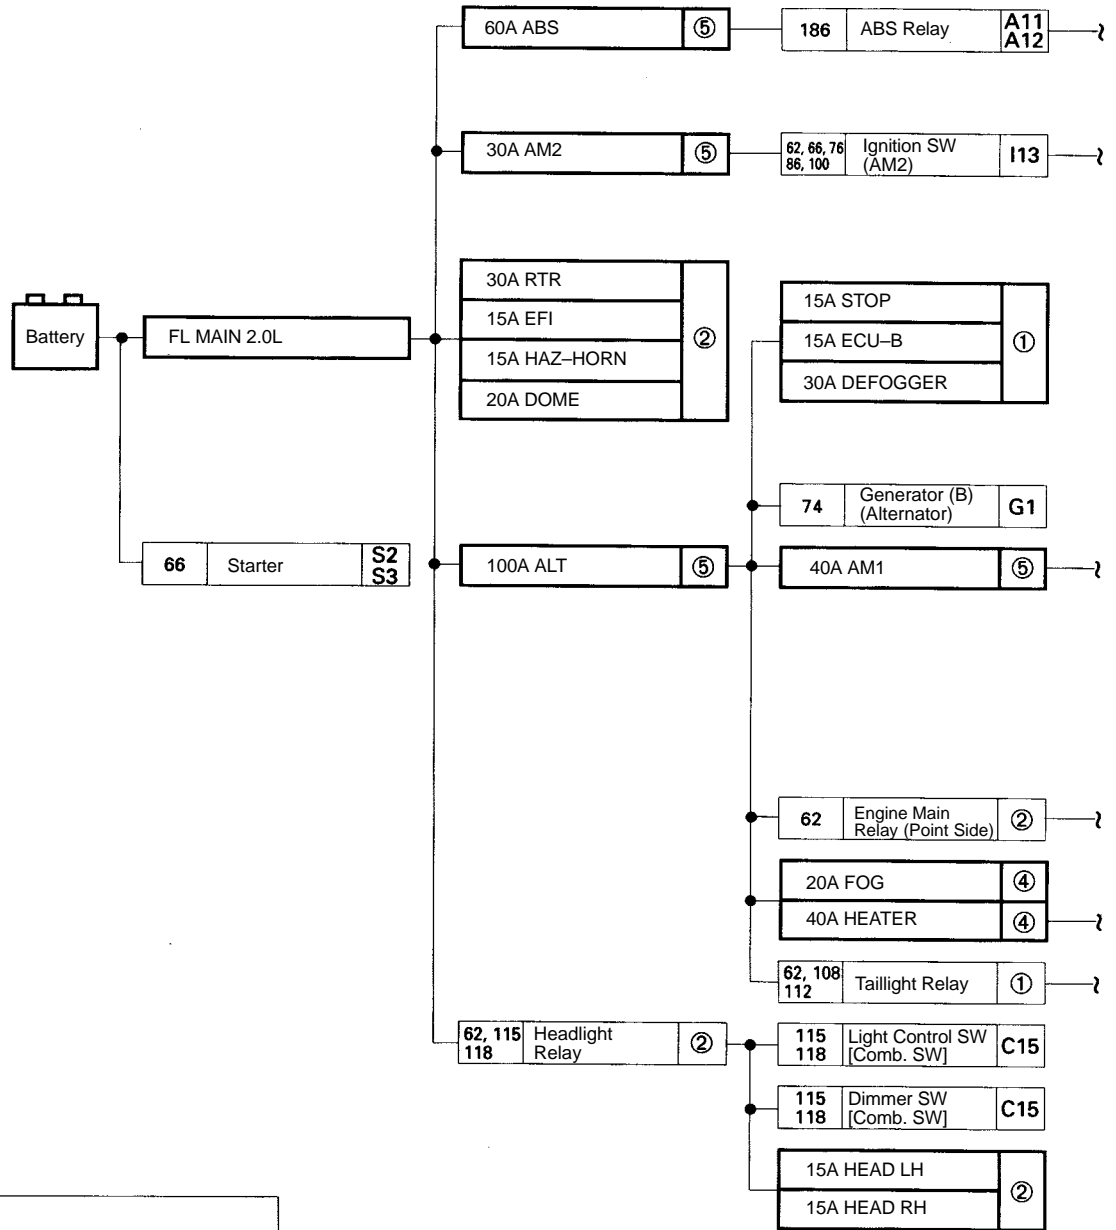 60A ABS ⑤
186 ABS Relay A11
A12
30A AM2 ⑤
62, 66, 76
86, 100
Ignition SW
(AM2)
I13
30A RTR
15A EFI
15A HAZ–HORN
20A DOME
②
15A STOP
15A ECU–B
30A DEFOGGER
①
Battery
FL MAIN 2.0L
74
Generator (B)
(Alternator)
G1
66 Starter S2
S3
100A ALT ⑤
40A AM1 ⑤
62
Engine Main
Relay (Point Side)
②
20A FOG ④
40A HEATER ④
62, 108
112
Taillight Relay ①
62, 115
118
Headlight
Relay
②
115
118
Light Control SW
[Comb. SW]
C15
115
118
Dimmer SW
[Comb. SW]
C15
15A HEAD LH
15A HEAD RH
②